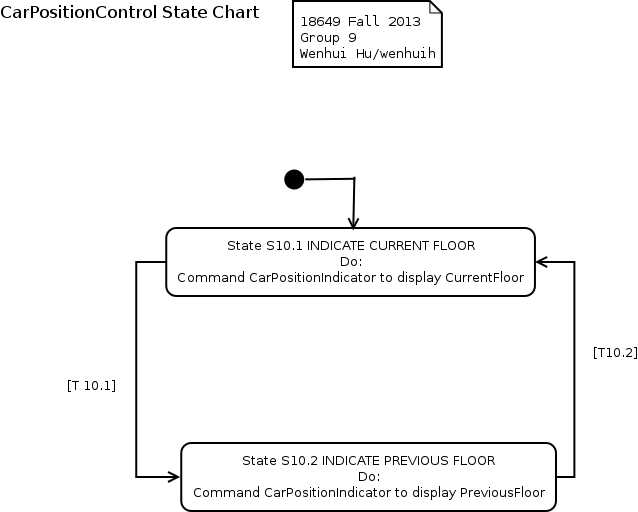 CarPositionControl State Chart
18649 Fall 2013
Group 9
Wenhui Hu/wenhuih
State S10.1 INDICATE CURRENT FLOOR
Do:
Command CarPositionIndicator to display CurrentFloor
[T10.2]
[T 10.1]
State S10.2 INDICATE PREVIOUS FLOOR
Do:
Command CarPositionIndicator to display PreviousFloor